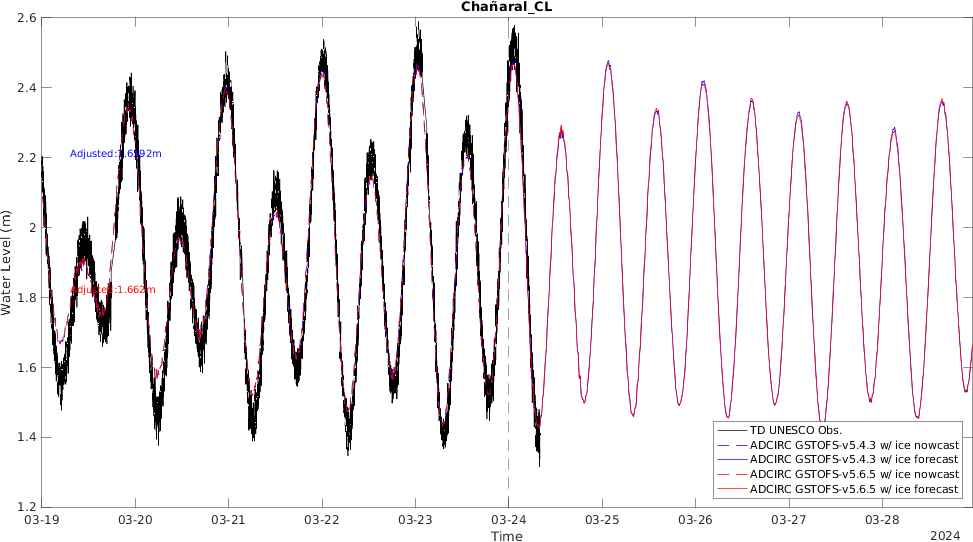 Chañaral_CL
2.6
2.4
2.2
2
1.8
1.6
1.4
1.2
Water Level (m)
Adjusted:1.6592m
Adjusted:1.662m
TD UNESCO Obs.
ADCIRC GSTOFS-v5.4.3 w/ ice nowcast
ADCIRC GSTOFS-v5.4.3 w/ ice forecast
ADCIRC GSTOFS-v5.6.5 w/ ice nowcast
ADCIRC GSTOFS-v5.6.5 w/ ice forecast
03-19 03-20 03-21 03-22 03-23 03-24 03-25 03-26 03-27 03-28
Time
2024